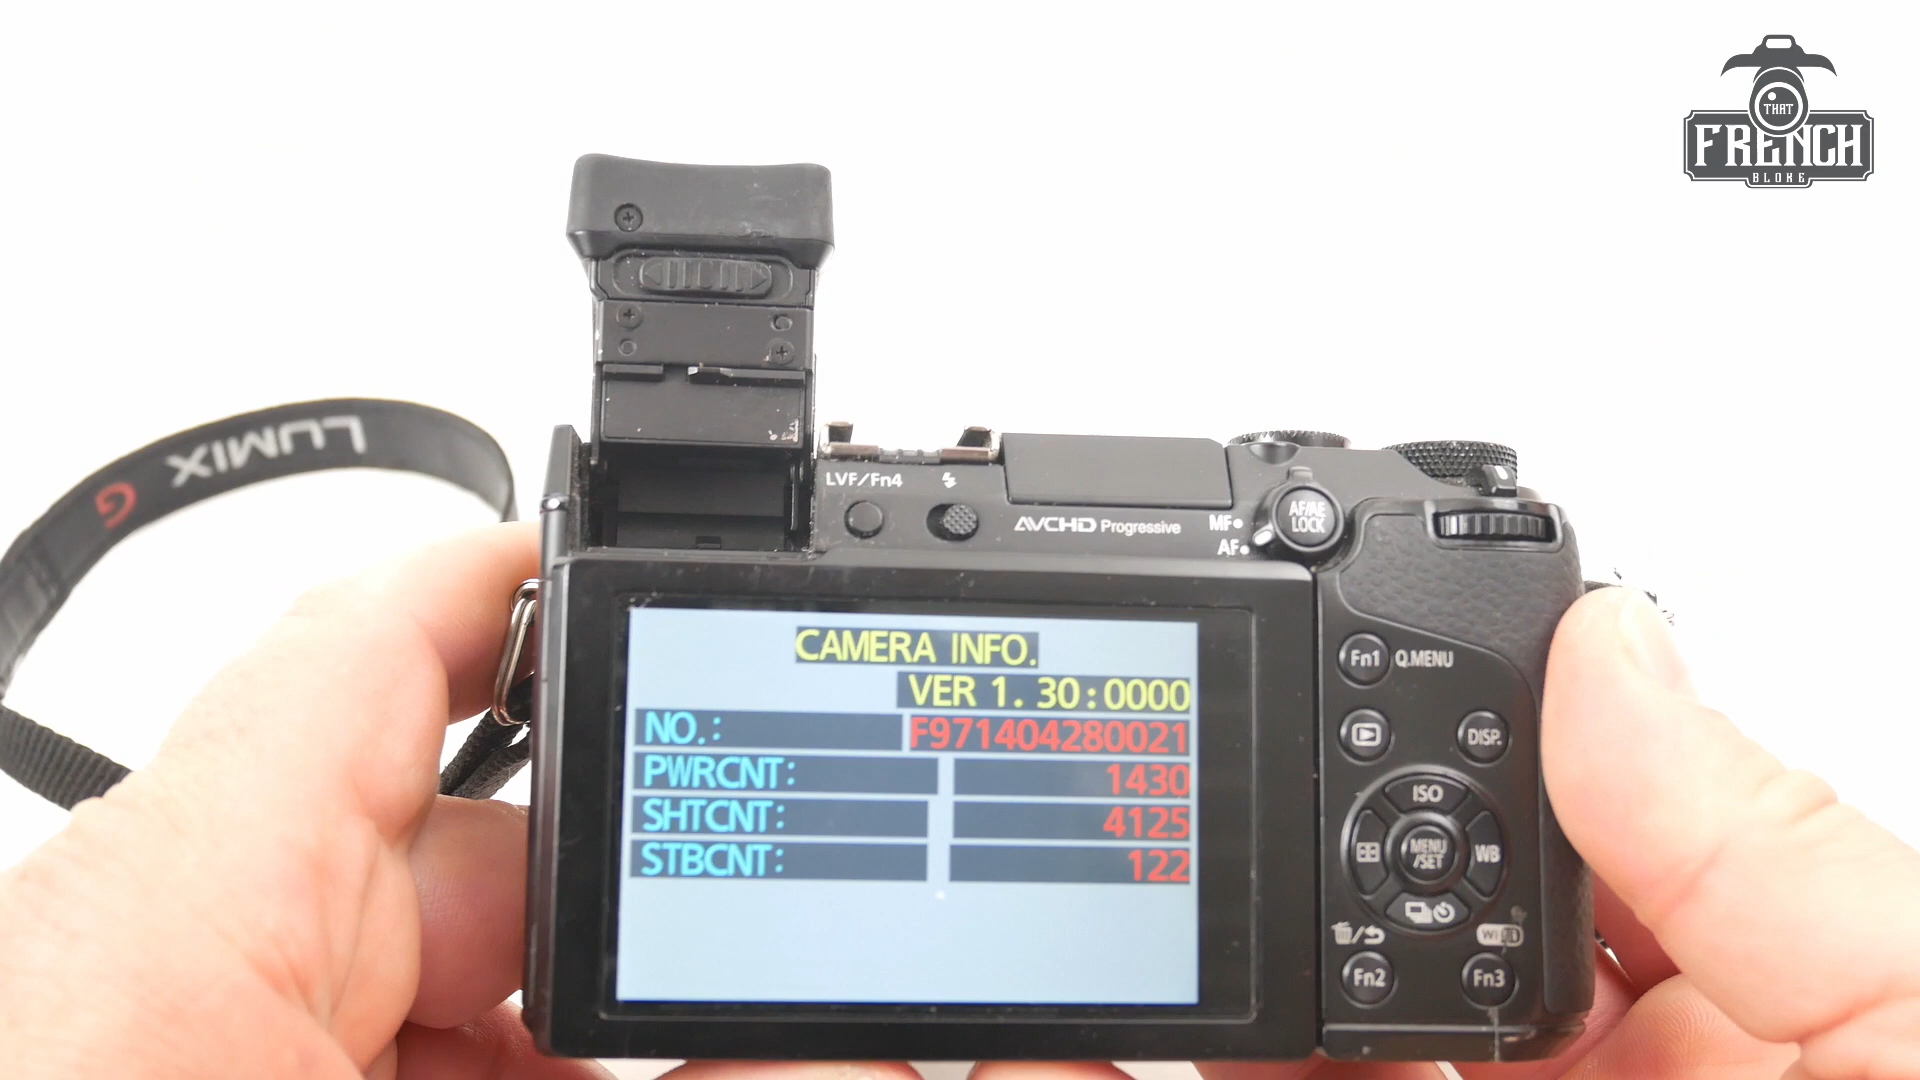 THAT
FRENCH
BLOKE
LUMIX G
LVF/Fn4
AVCHD Progressive
MF
AF
AF/AE
LOCK
CAMERA INFO.
VER 1. 30:0000
NO.: F971404280021
PWRCNT: 1430
SHTCNT: 4125
STBCNT: 122
Fn1 Q.MENU
DISP.
ISO
MENU
/SET
WB
Wi
Fn2
Fn3